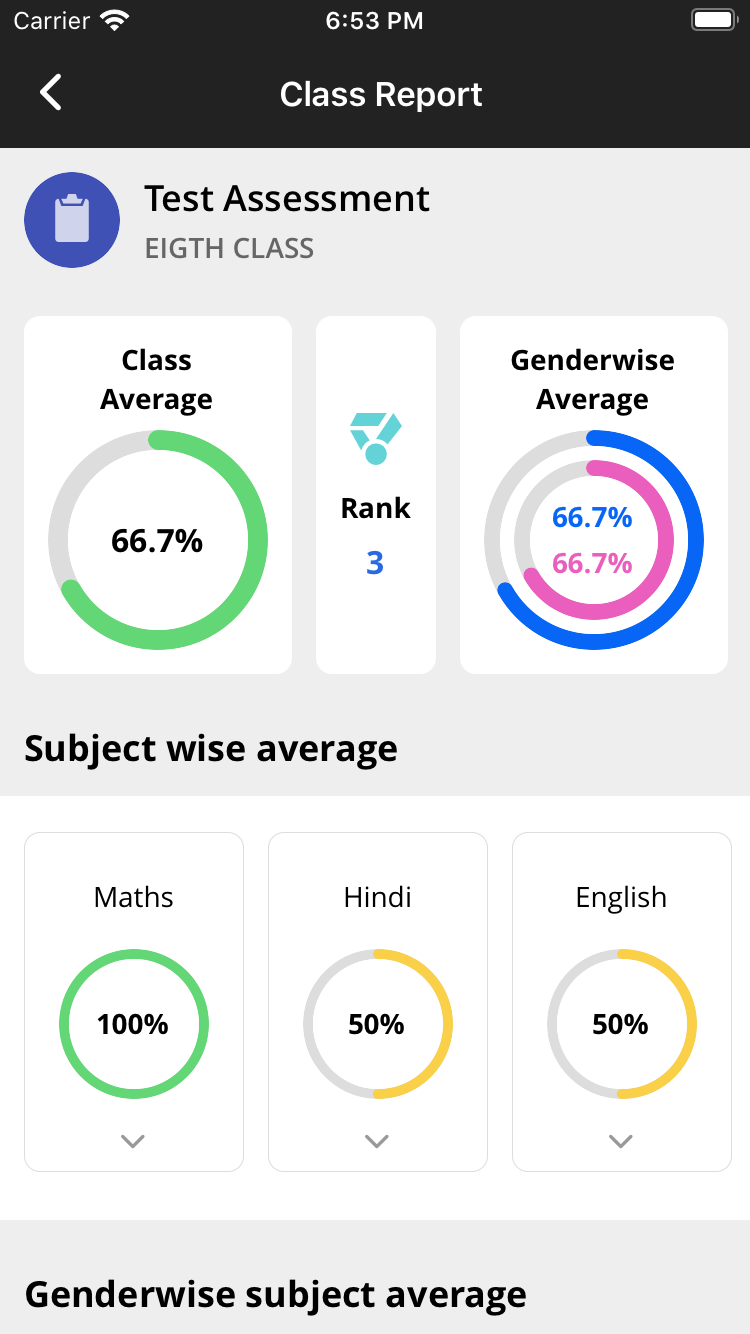 Carrier 6:53 PM
Class Report
Test Assessment
EIGTH CLASS
Class
Average
66.7%
Rank
3
Genderwise
Average
66.7%
66.7%
Subject wise average
Maths
100%
Hindi
50%
English
50%
Genderwise subject average